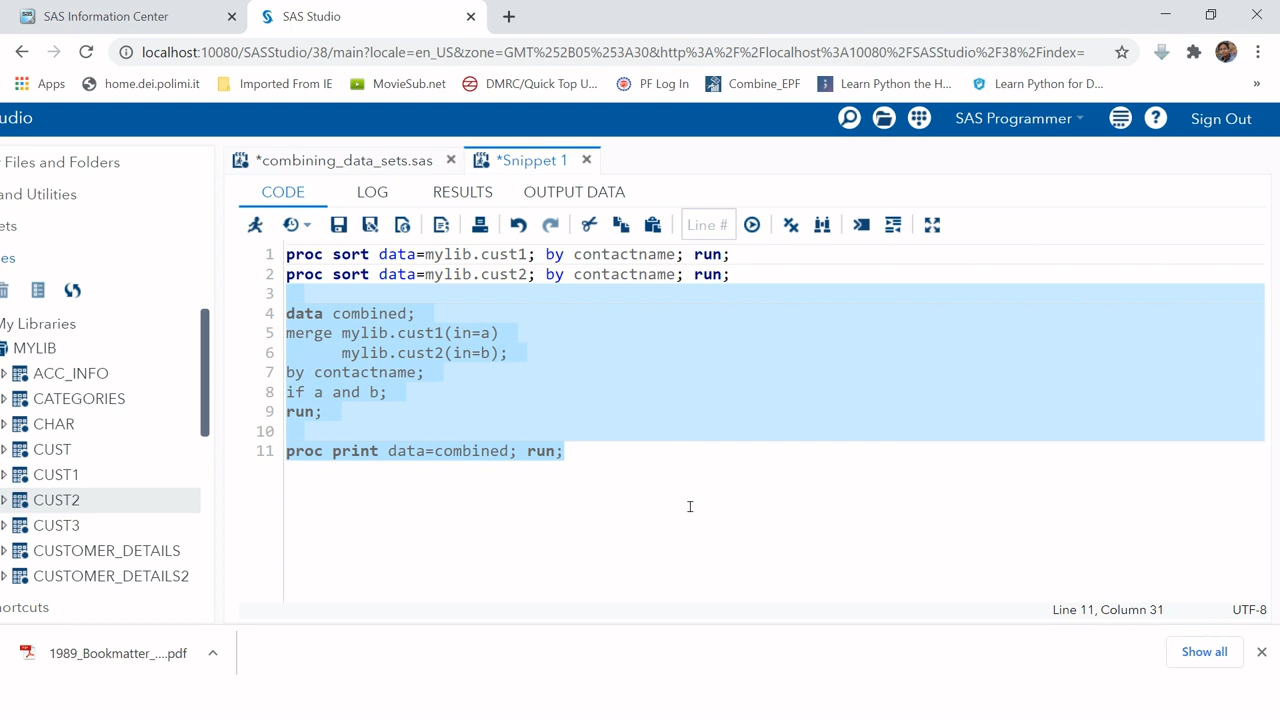 SAS Information Center
SAS Studio
localhost:10080/SASStudio/38/main?locale=en_US&zone=GMT%252B05%253A30&http%3A%2F%2Flocalhost%3A10080%2FSASStudio%2F38%2Findex=
Apps home.dei.polimi.it Imported From IE MovieSub.net DMRC/Quick Top U... PF Log In Combine_EPF Learn Python the H... Learn Python for D... »
udio SAS Programmer ? Sign Out
Files and Folders
and Utilities
ets
es
My Libraries
MYLIB
ACC_INFO
CATEGORIES
CHAR
CUST
CUST1
CUST2
CUST3
CUSTOMER_DETAILS
CUSTOMER_DETAILS2
ortcuts
*combining_data_sets.sas *Snippet 1
CODE LOG RESULTS OUTPUT DATA
Line #
1 proc sort data=mylib.cust1; by contactname; run;
2 proc sort data=mylib.cust2; by contactname; run;
3
4 data combined;
5 merge mylib.cust1(in=a)
6 mylib.cust2(in=b);
7 by contactname;
8 if a and b;
9 run;
10
11 proc print data=combined; run;
Line 11, Column 31 UTF-8
1989_Bookmatter_....pdf Show all